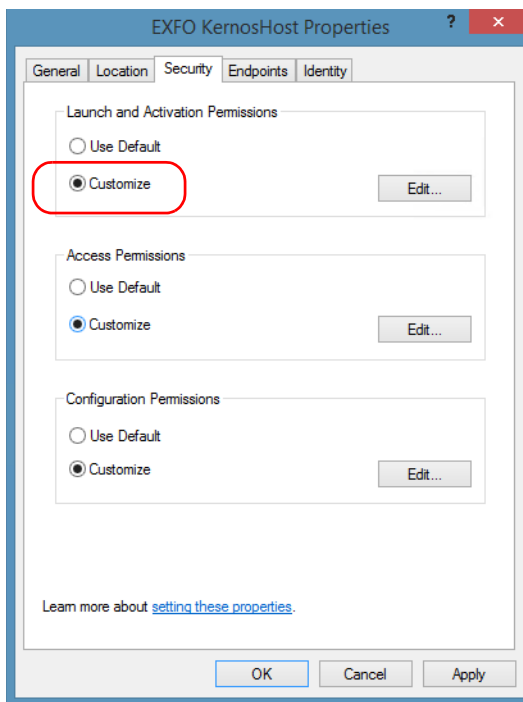 EXFO KernosHost Properties ?
General Location Security Endpoints Identity
Launch and Activation Permissions
Use Default
Customize
Edit...
Access Permissions
Use Default
Customize
Edit...
Configuration Permissions
Use Default
Customize
Edit...
Learn more about setting these properties.
OK Cancel Apply